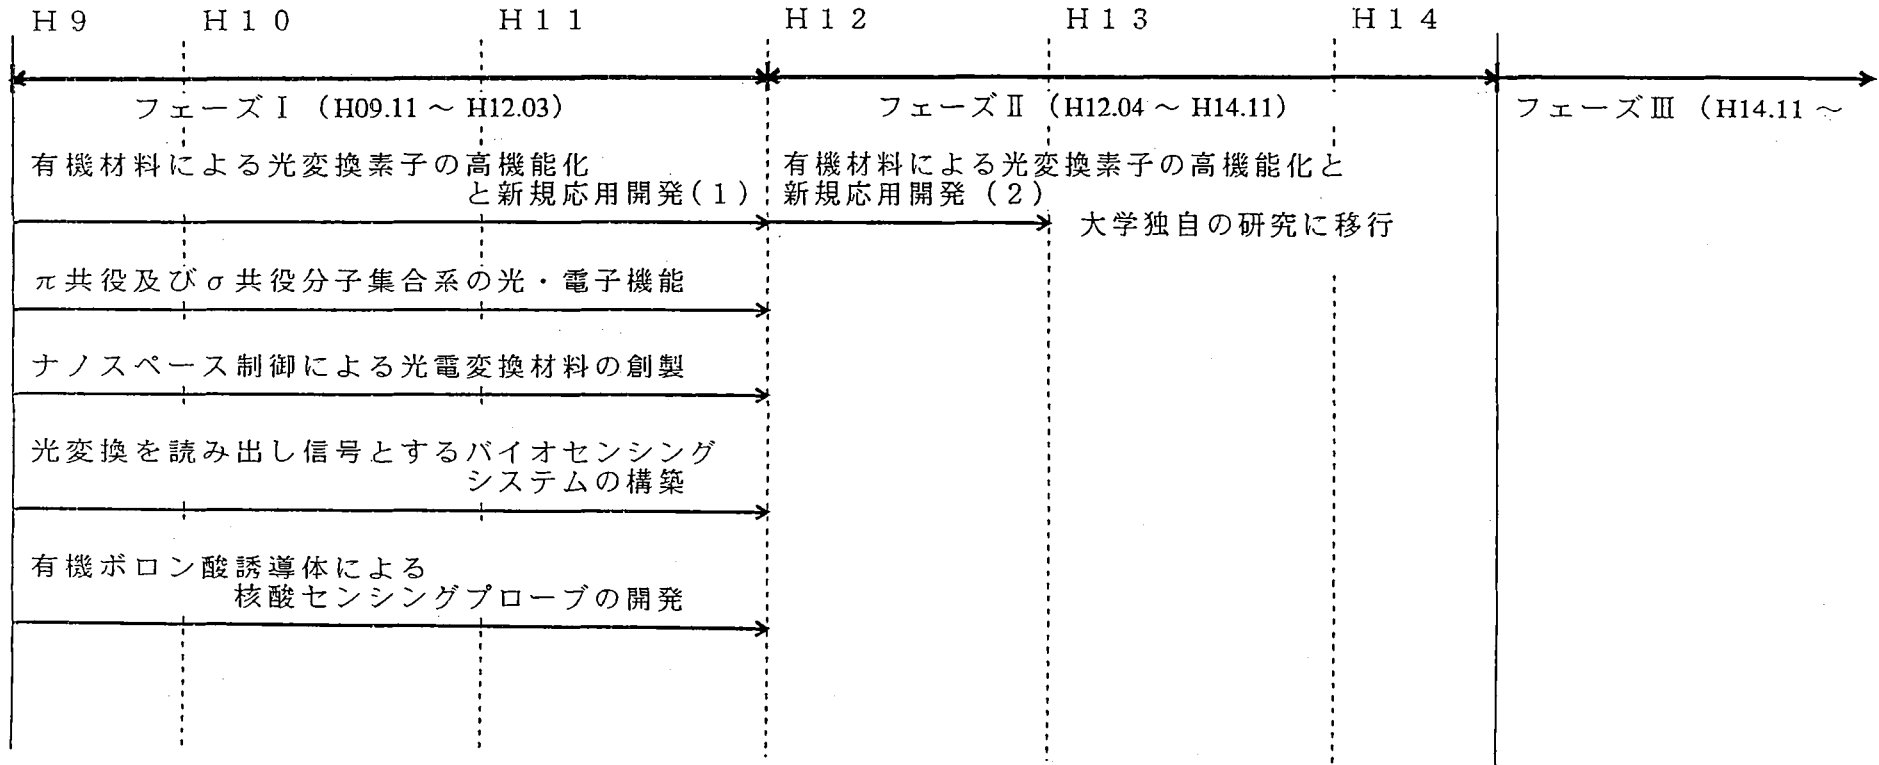 H9 H10 H11 H12 H13 H14
フェーズⅠ (H09.11 ～ H12.03) フェーズⅡ (H12.04 ～ H14.11) フェーズⅢ (H14.11 ～
有機材料による光変換素子の高機能化
と新規応用開発(1)
有機材料による光変換素子の高機能化と
新規応用開発 (2)
大学独自の研究に移行
π共役及びσ共役分子集合系の光・電子機能
ナノスペース制御による光電変換材料の創製
光変換を読み出し信号とするバイオセンシング
システムの構築
有機ボロン酸誘導体による
核酸センシングプローブの開発